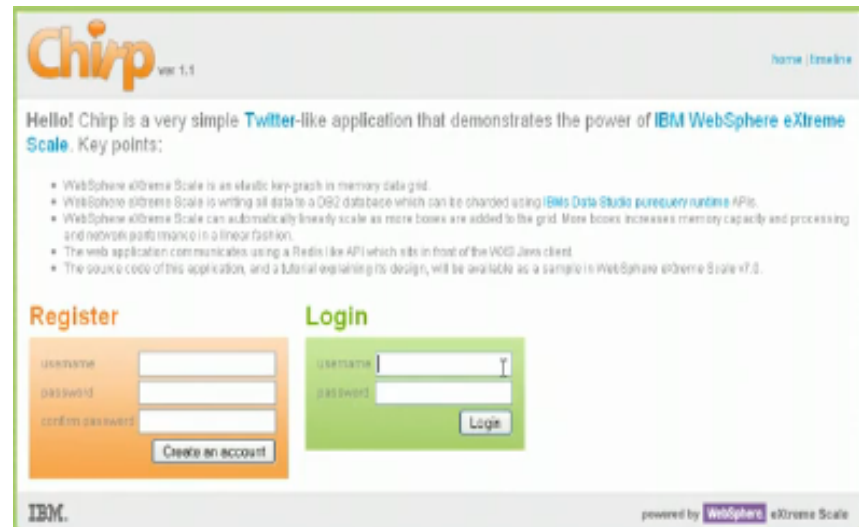 Chirp ver 1.1
home | timeline
Hello! Chirp is a very simple Twitter-like application that demonstrates the power of IBM WebSphere eXtreme
Scale. Key points:
WebSphere eXtreme Scale is an elastic key-graph in memory data grid.
WebSphere eXtreme Scale is writing all data to a DB2 database which can be sharded using IBMs Data Studio purequery runtime APIs.
WebSphere eXtreme Scale can automatically linearly scale as more boxes are added to the grid. More boxes increases memory capacity and processing
and network performance in a linear fashion.
The web application communicates using a Redis like API which sits in front of the WXS Java client.
The source code of this application, and a tutorial explaining its design, will be available as a sample in WebSphere eXtreme Scale v7.0.
Register
Login
username
password
confirm password
Create an account
username
password
Login
IBM.
powered by WebSphere. eXtreme Scale